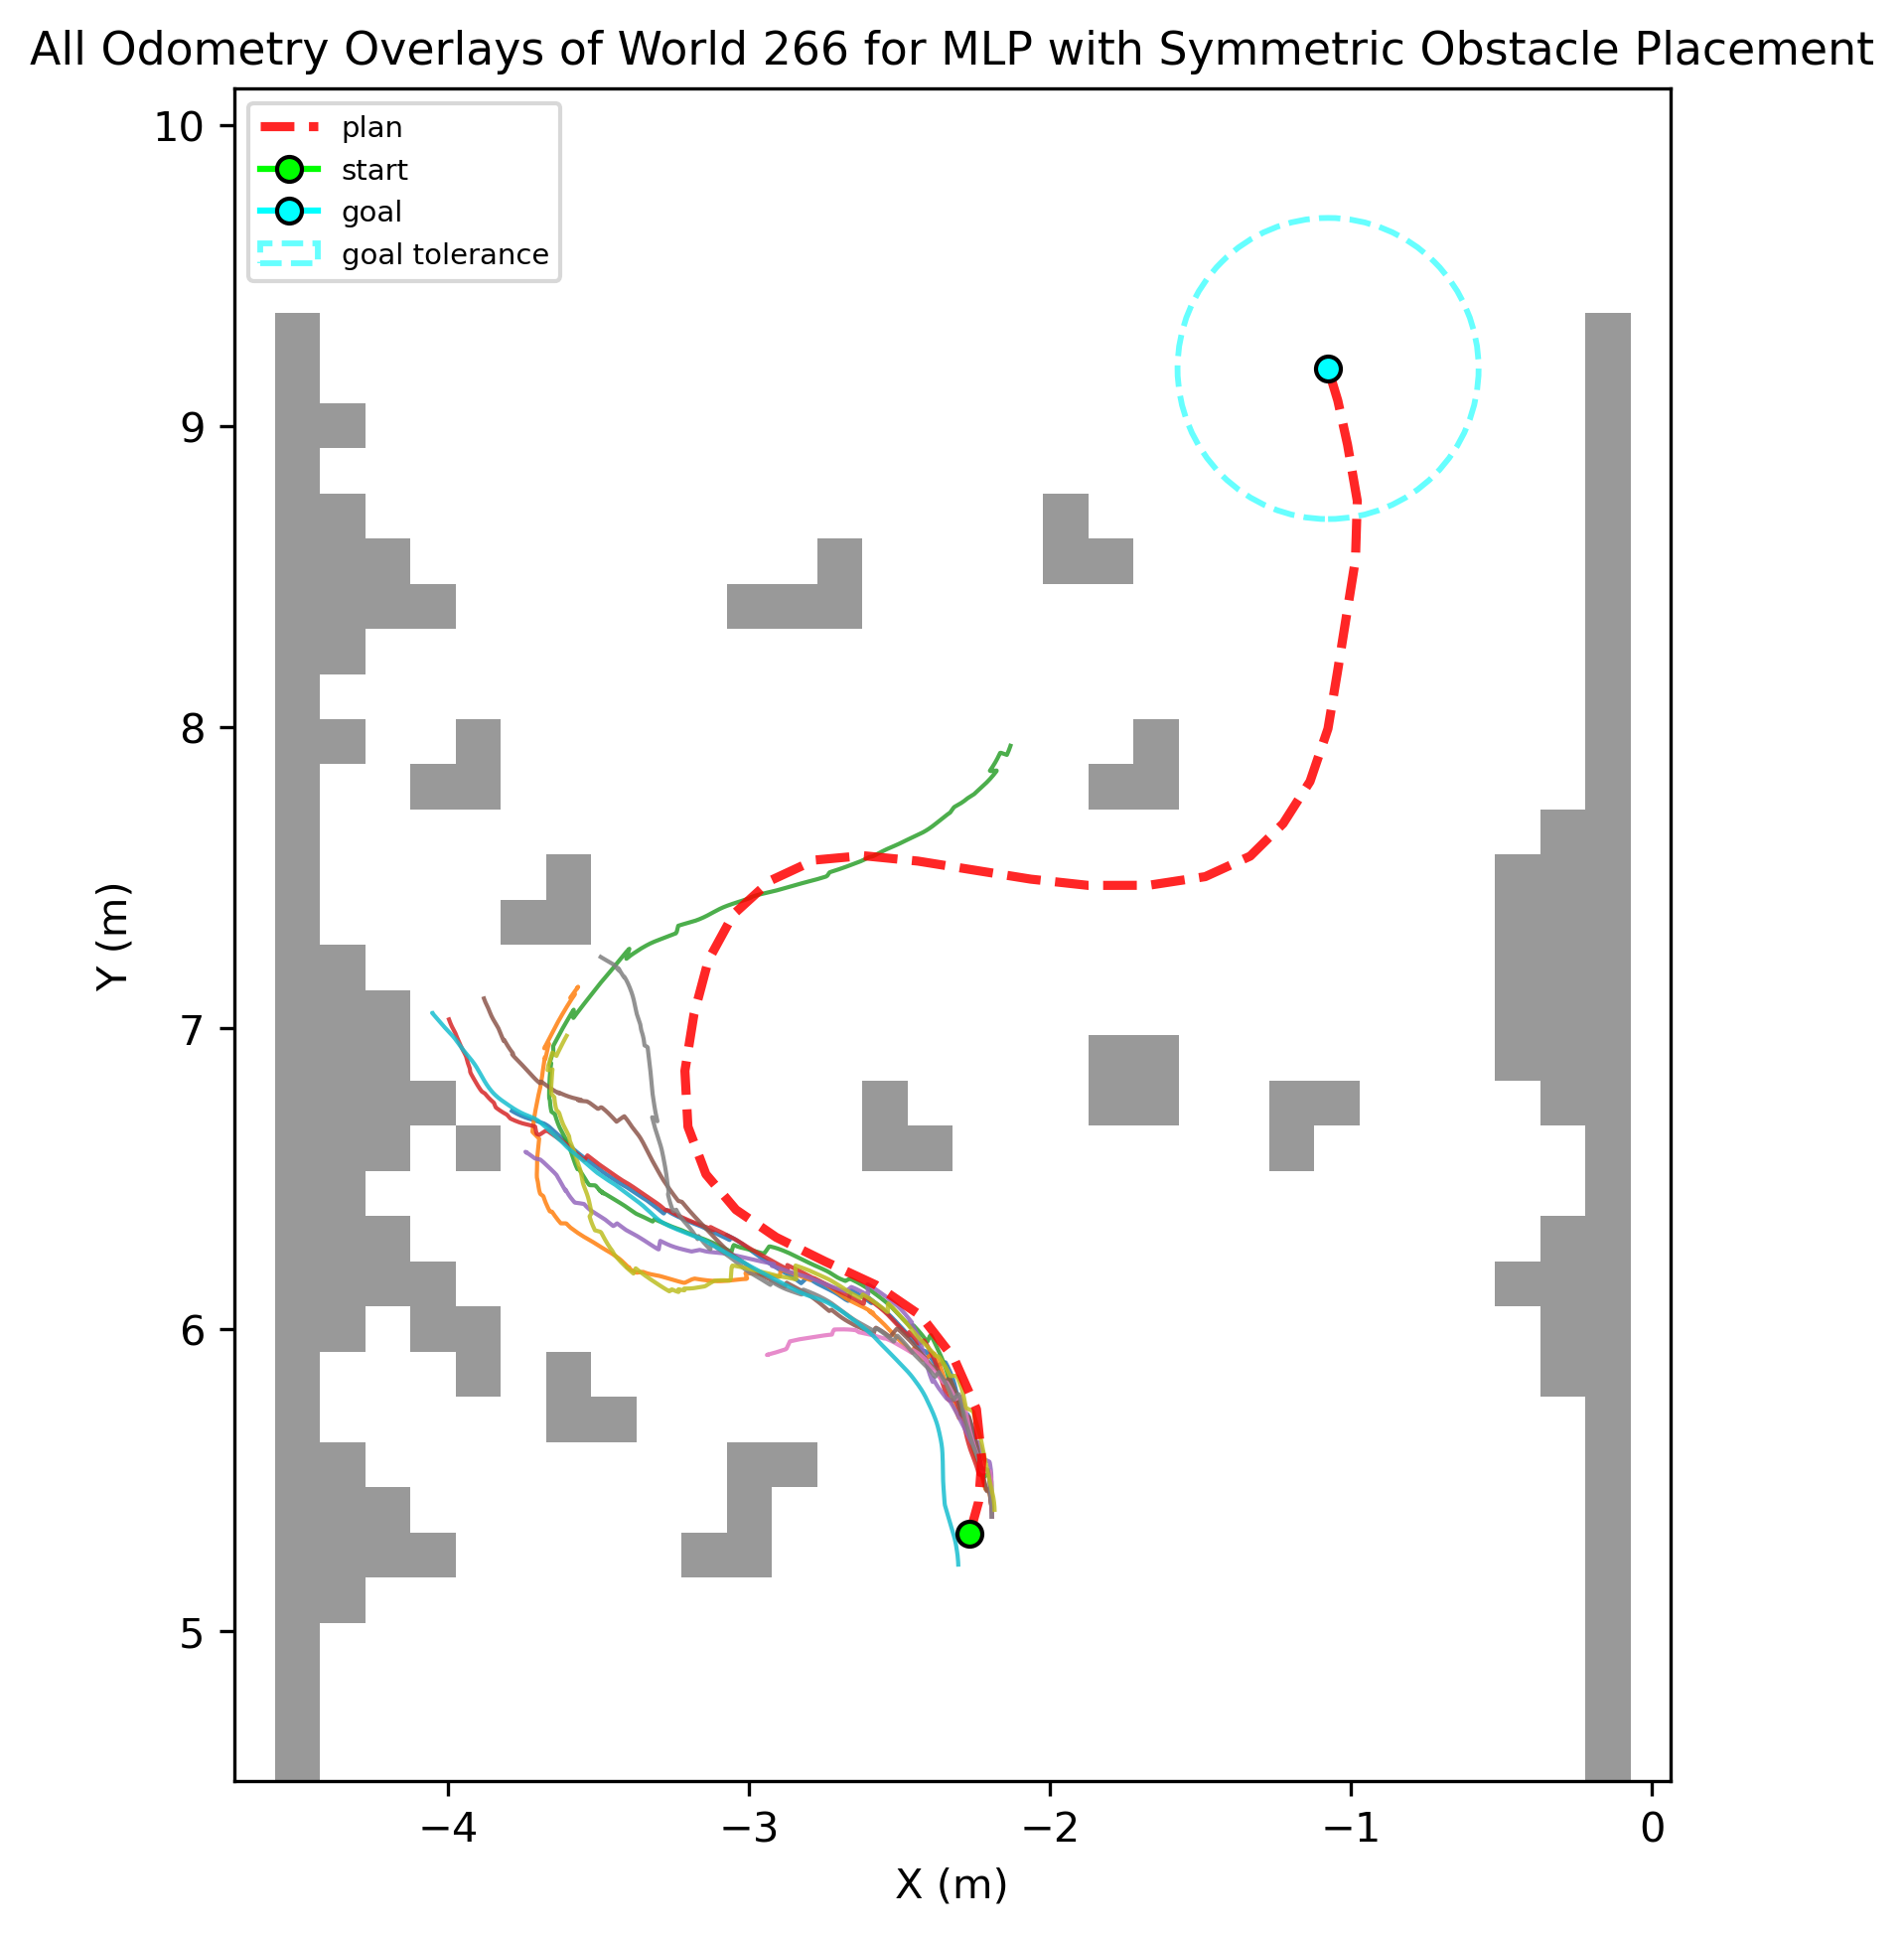 All Odometry Overlays of World 266 for MLP with Symmetric Obstacle Placement
plan
start
goal
goal tolerance
10
9
8
7
6
5
Y (m)
−4
−3
−2
−1
0
X (m)